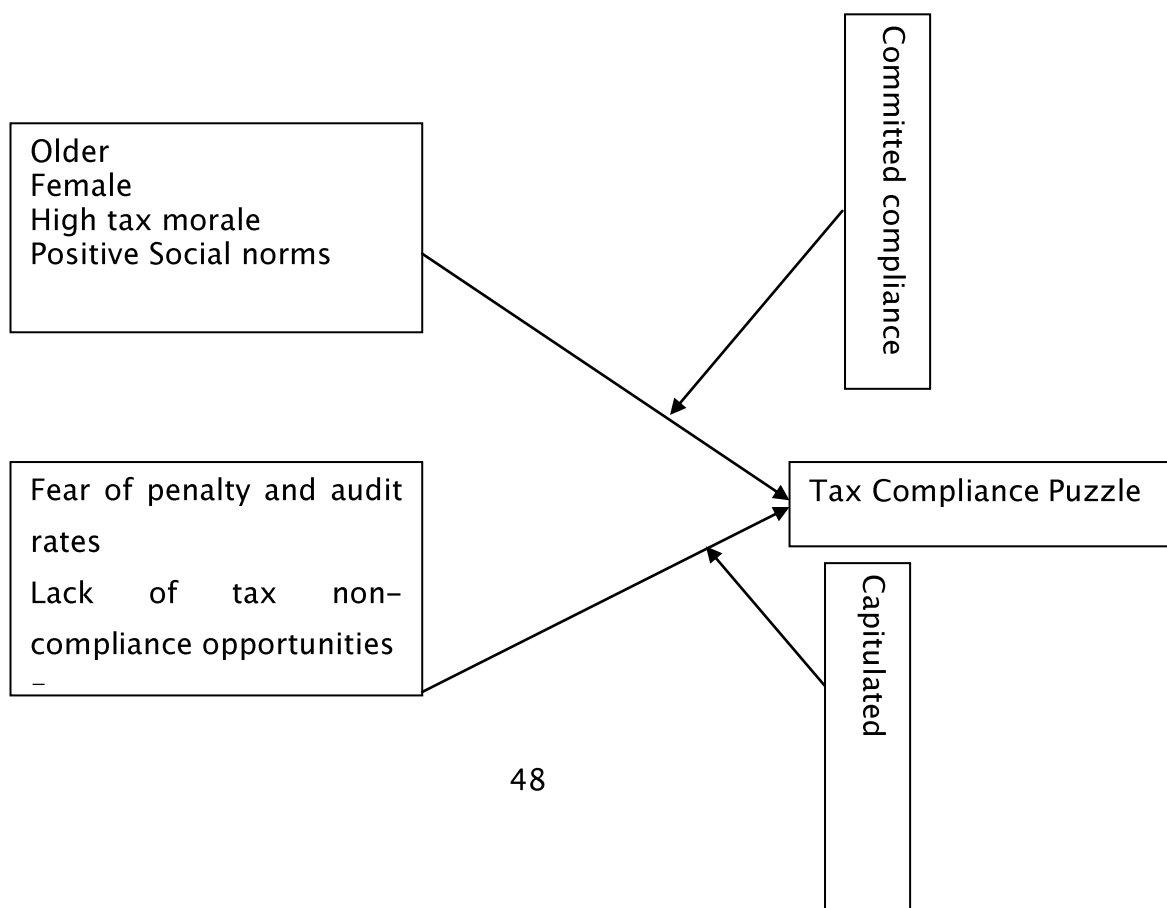 Committed compliance
Older
Female
High tax morale
Positive Social norms
Fear of penalty and audit
rates
Lack of tax non-
compliance opportunities
–
Tax Compliance Puzzle
Capitulated
48